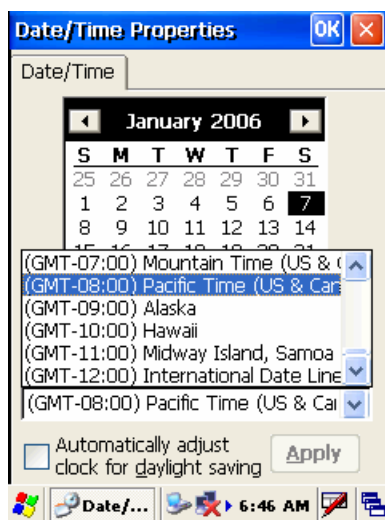 Date/Time Properties OK
Date/Time
January 2006
S M T W T F S
25 26 27 28 29 30 31
1 2 3 4 5 6 7
8 9 10 11 12 13 14
(GMT-07:00) Mountain Time (US &
(GMT-08:00) Pacific Time (US & Can
(GMT-09:00) Alaska
(GMT-10:00) Hawaii
(GMT-11:00) Midway Island, Samoa
(GMT-12:00) International Date Line
(GMT-08:00) Pacific Time (US & Ca
Automatically adjust
clock for daylight saving
Apply
Date/... 6:46 AM